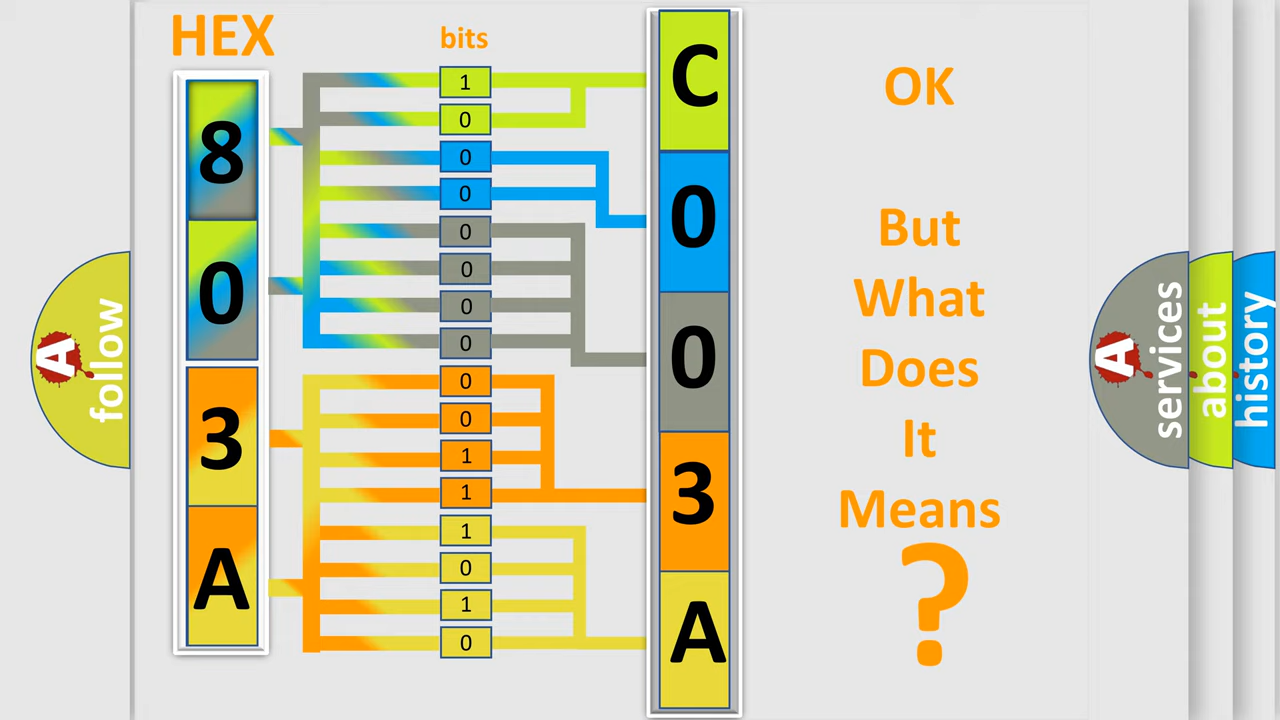 HEX
bits
8
0
3
A
1
0
0
0
0
0
0
0
0
0
1
1
1
0
1
0
C
0
0
3
A
OK
But
What
Does
It
Means
?
A
follow
A
services
about
history